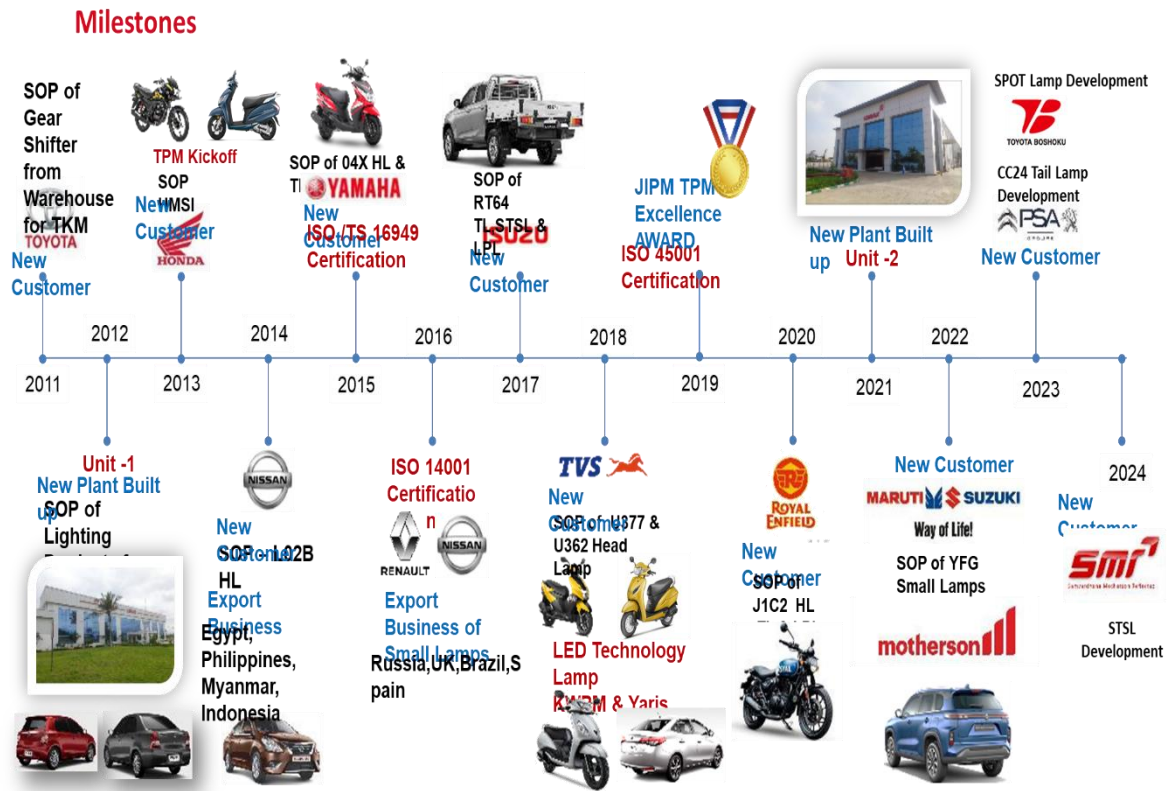 Milestones
SOP of
Gear
Shifter
from
Warehouse
for TKM
TOYOTA
New
Customer
TPM Kickoff
SOP
HMSI
New
Customer
HONDA
SOP of 04X HL &
YAMAHA
New
Customer
ISO /TS 16949
Certification
SOP of
RT64
TL,STSL &
LPL
ISUZU
New
Customer
JIPM TPM
Excellence
AWARD
ISO 45001
Certification
New Plant Built
up
Unit -2
SPOT Lamp Development
TOYOTA BOSHOKU
CC24 Tail Lamp
Development
PSA
GROUPE
New Customer
2011
2012
2013
2014
2015
2016
2017
2018
2019
2020
2021
2022
2023
2024
Unit -1
New Plant Built
up
SOP of
Lighting
NISSAN
New
Customer
SOP – L02B
HL
Export
Business
Egypt,
Philippines,
Myanmar,
Indonesia
ISO 14001
Certificatio
n
RENAULT
NISSAN
Export
Business of
Small Lamps
Russia,UK,Brazil,S
pain
TVS
New
Customer
SOP of U377 &
U362 Head
Lamp
LED Technology
Lamp
& Yaris
ROYAL
ENFIELD
New
Customer
SOP of
J1C2 HL
New Customer
MARUTI SUZUKI
Way of Life!
SOP of YFG
Small Lamps
motherson
New
Customer
smr
STSL
Development